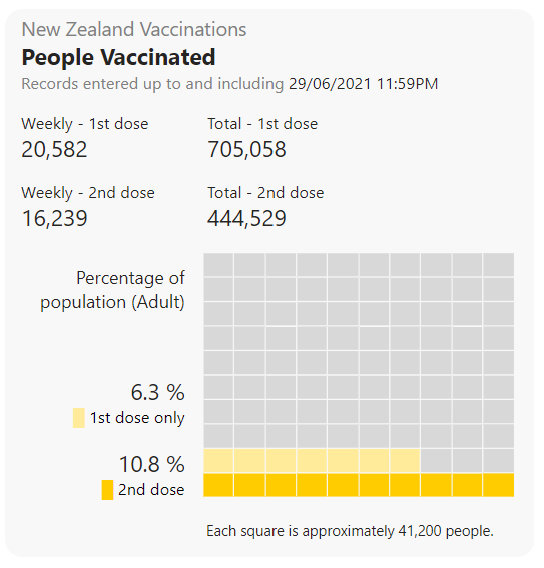 New Zealand Vaccinations
People Vaccinated
Records entered up to and including 29/06/2021 11:59PM
Weekly - 1st dose
20,582
Total - 1st dose
705,058
Weekly - 2nd dose
16,239
Total - 2nd dose
444,529
Percentage of
population (Adult)
6.3 %
1st dose only
10.8 %
2nd dose
Each square is approximately 41,200 people.